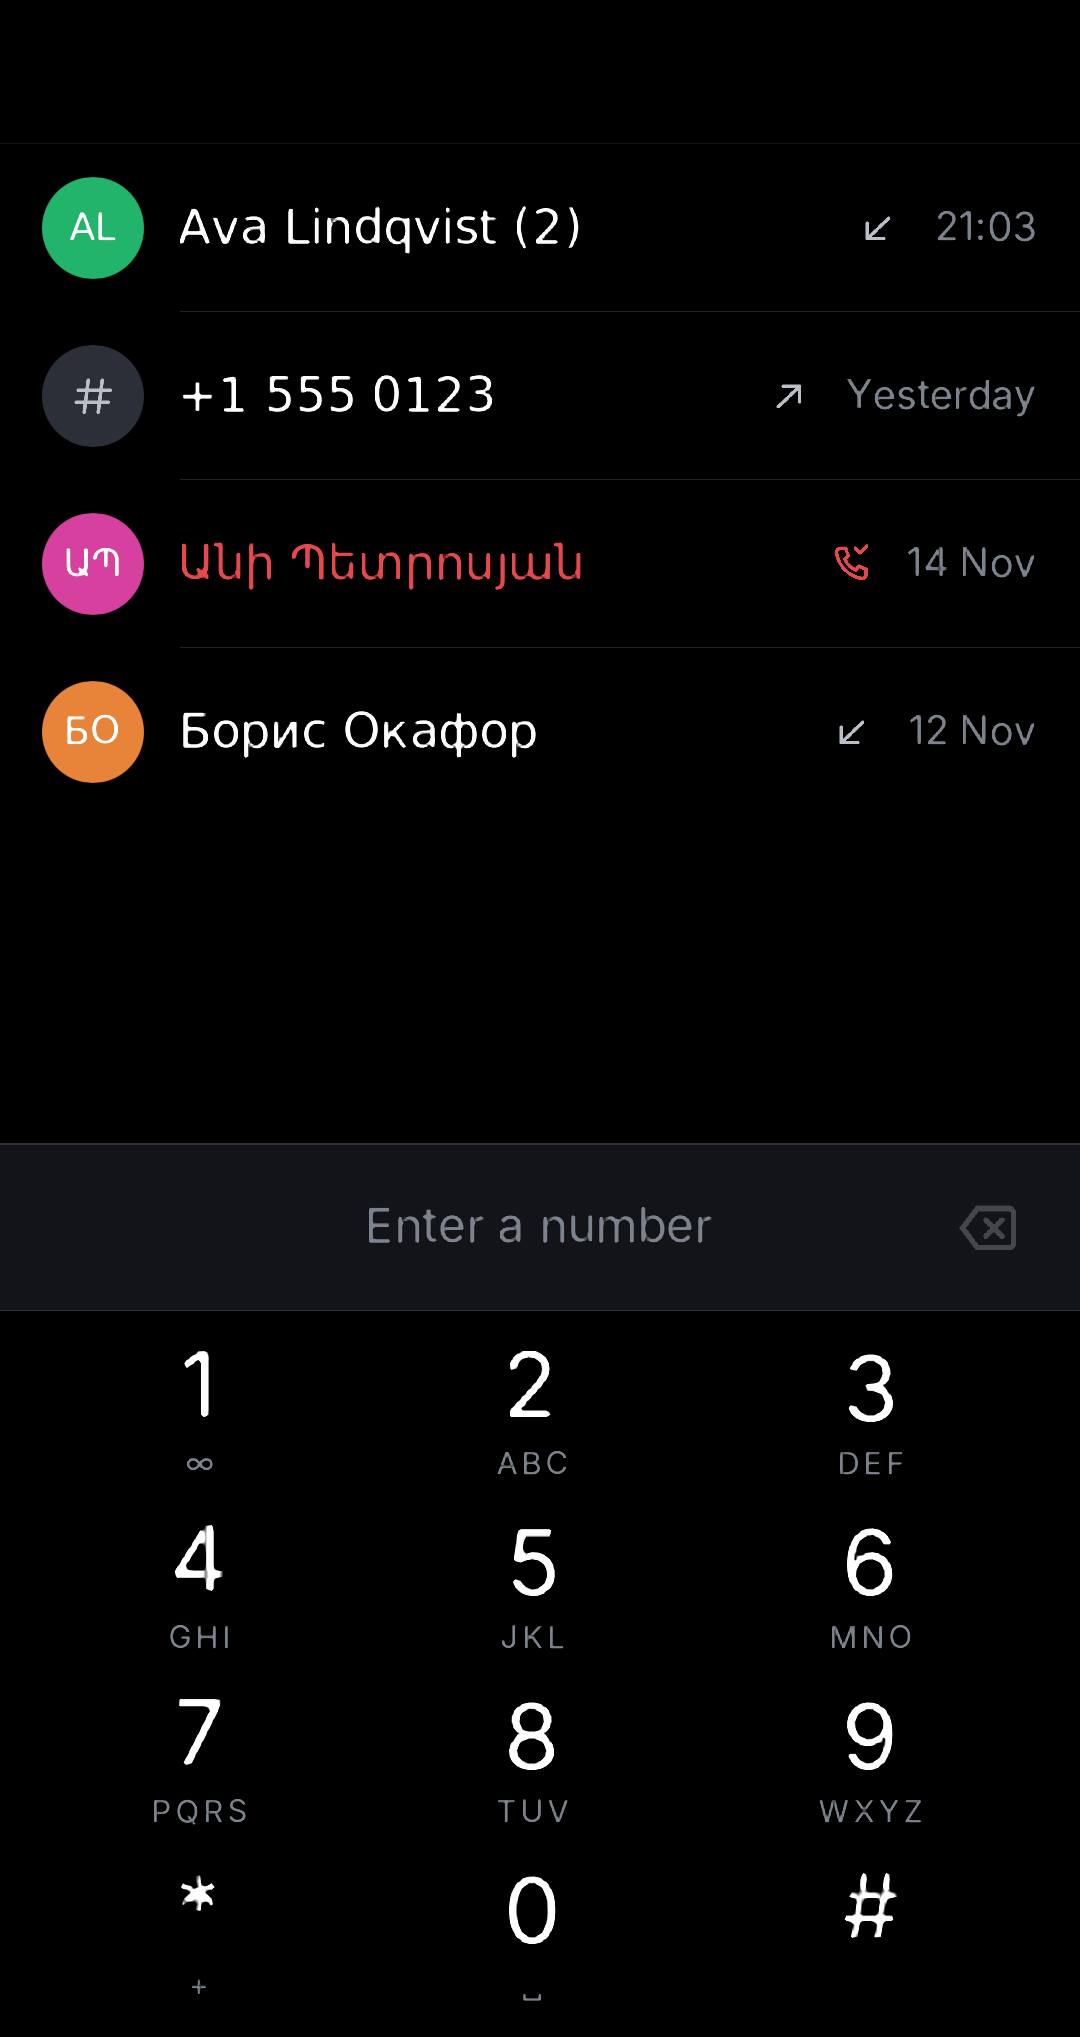 AL Ava Lindqvist (2) 21:03
# +1 555 0123 Yesterday
ԱՊ Անի Պետրոսյան 14 Nov
БО Борис Окафор 12 Nov
Enter a number
1 2 3
∞ ABC DEF
4 5 6
GHI JKL MNO
7 8 9
PQRS TUV WXYZ
* 0 #
+ ⎵